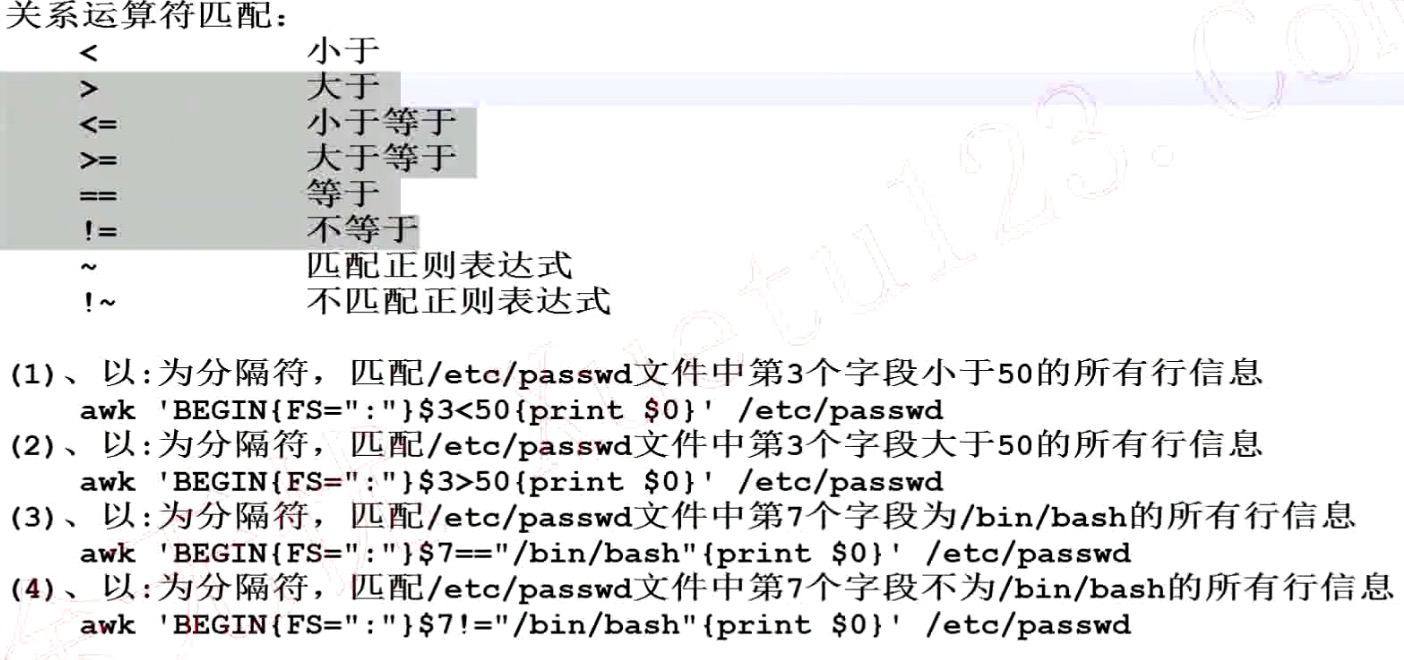 关系运算符匹配：
< 小于
> 大于
<= 小于等于
>= 大于等于
== 等于
!= 不等于
~ 匹配正则表达式
!~ 不匹配正则表达式
(1)、以:为分隔符，匹配/etc/passwd文件中第3个字段小于50的所有行信息
awk 'BEGIN{FS=":"}$3<50{print $0}' /etc/passwd
(2)、以:为分隔符，匹配/etc/passwd文件中第3个字段大于50的所有行信息
awk 'BEGIN{FS=":"}$3>50{print $0}' /etc/passwd
(3)、以:为分隔符，匹配/etc/passwd文件中第7个字段为/bin/bash的所有行信息
awk 'BEGIN{FS=":"}$7=="/bin/bash"{print $0}' /etc/passwd
(4)、以:为分隔符，匹配/etc/passwd文件中第7个字段不为/bin/bash的所有行信息
awk 'BEGIN{FS=":"}$7!="/bin/bash"{print $0}' /etc/passwd